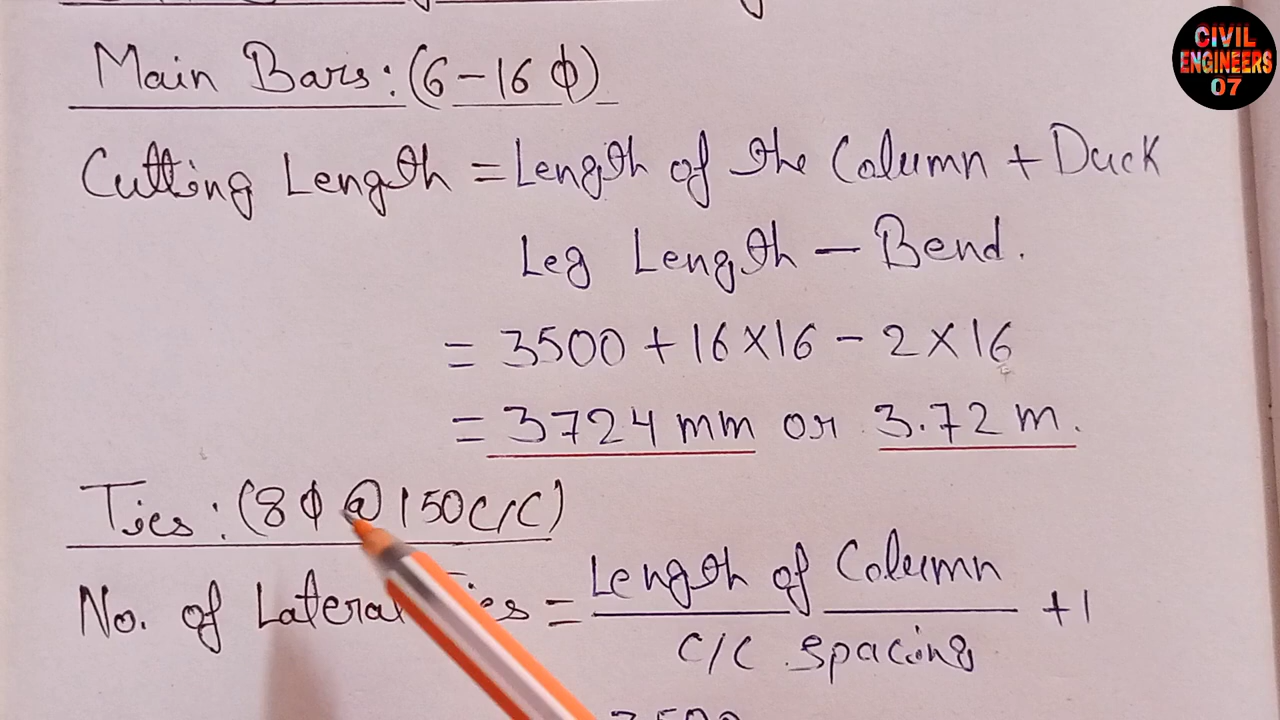 CIVIL
ENGINEERS
07
Main Bars: (6-16 ϕ)
Cutting Length = Length of the Column + Duck
Leg Length - Bend.
= 3500 + 16 × 16 - 2 × 16
= 3724 mm or 3.72 m.
Ties: (8 ϕ @ 150 C/C)
No. of Lateral Ties = Length of Column
C/C spacing + 1
3500